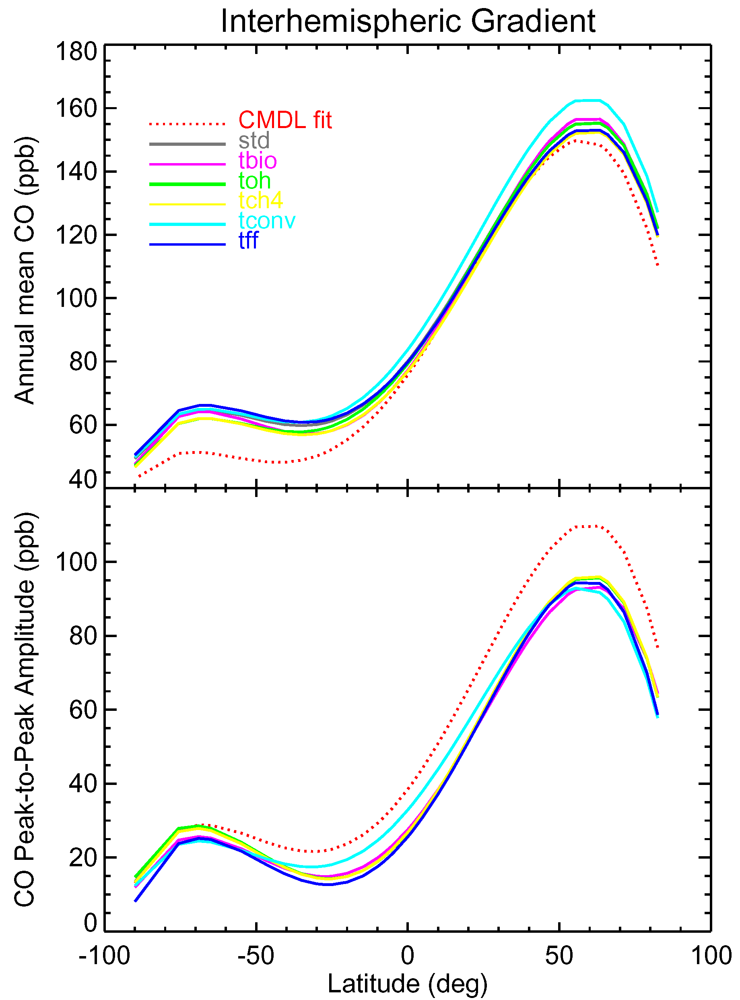 Interhemispheric Gradient
Annual mean CO (ppb)
180
160
140
120
100
80
60
40
CMDL fit
std
tbio
toh
tch4
tconv
tff
CO Peak-to-Peak Amplitude (ppb)
100
80
60
40
20
0
-100 -50 0 50 100
Latitude (deg)